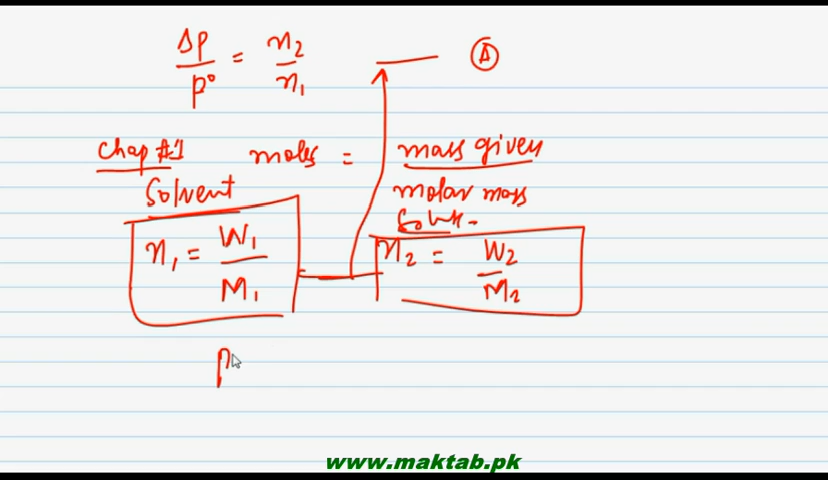 Δp/p° = n2/n1 — A
Chap #1 moles = mass given
Solvent molar mass
n1 = W1/M1 n2 = W2/M2
p
www.maktab.pk